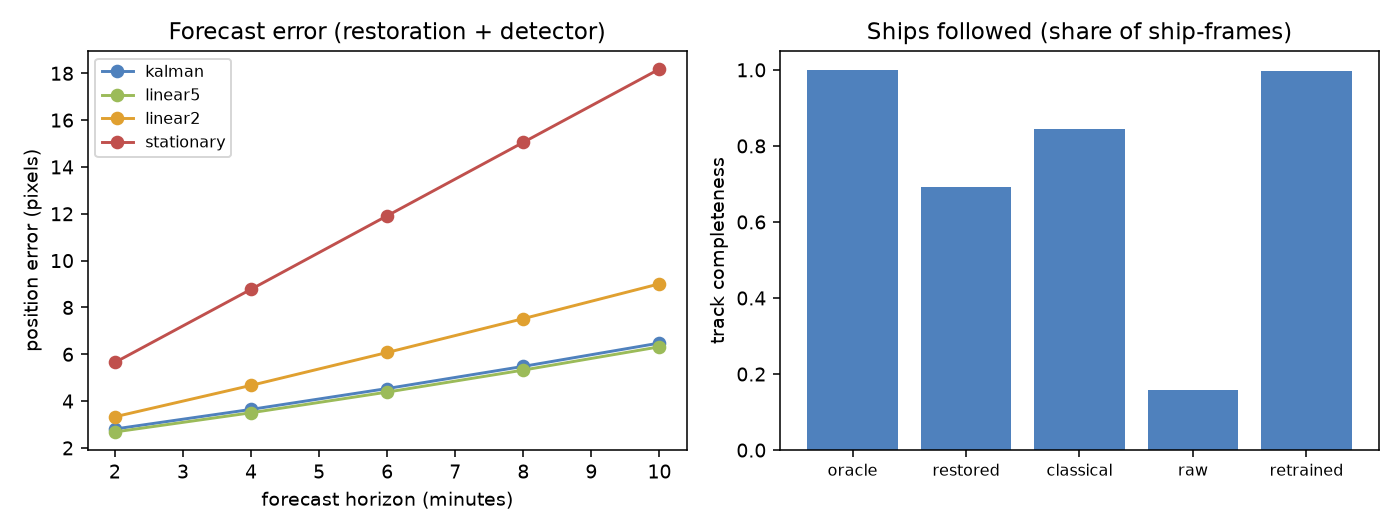 Forecast error (restoration + detector)
kalman
linear5
linear2
stationary
position error (pixels)
18
16
14
12
10
8
6
4
2
2 3 4 5 6 7 8 9 10
forecast horizon (minutes)
Ships followed (share of ship-frames)
track completeness
1.0
0.8
0.6
0.4
0.2
0.0
oracle restored classical raw retrained